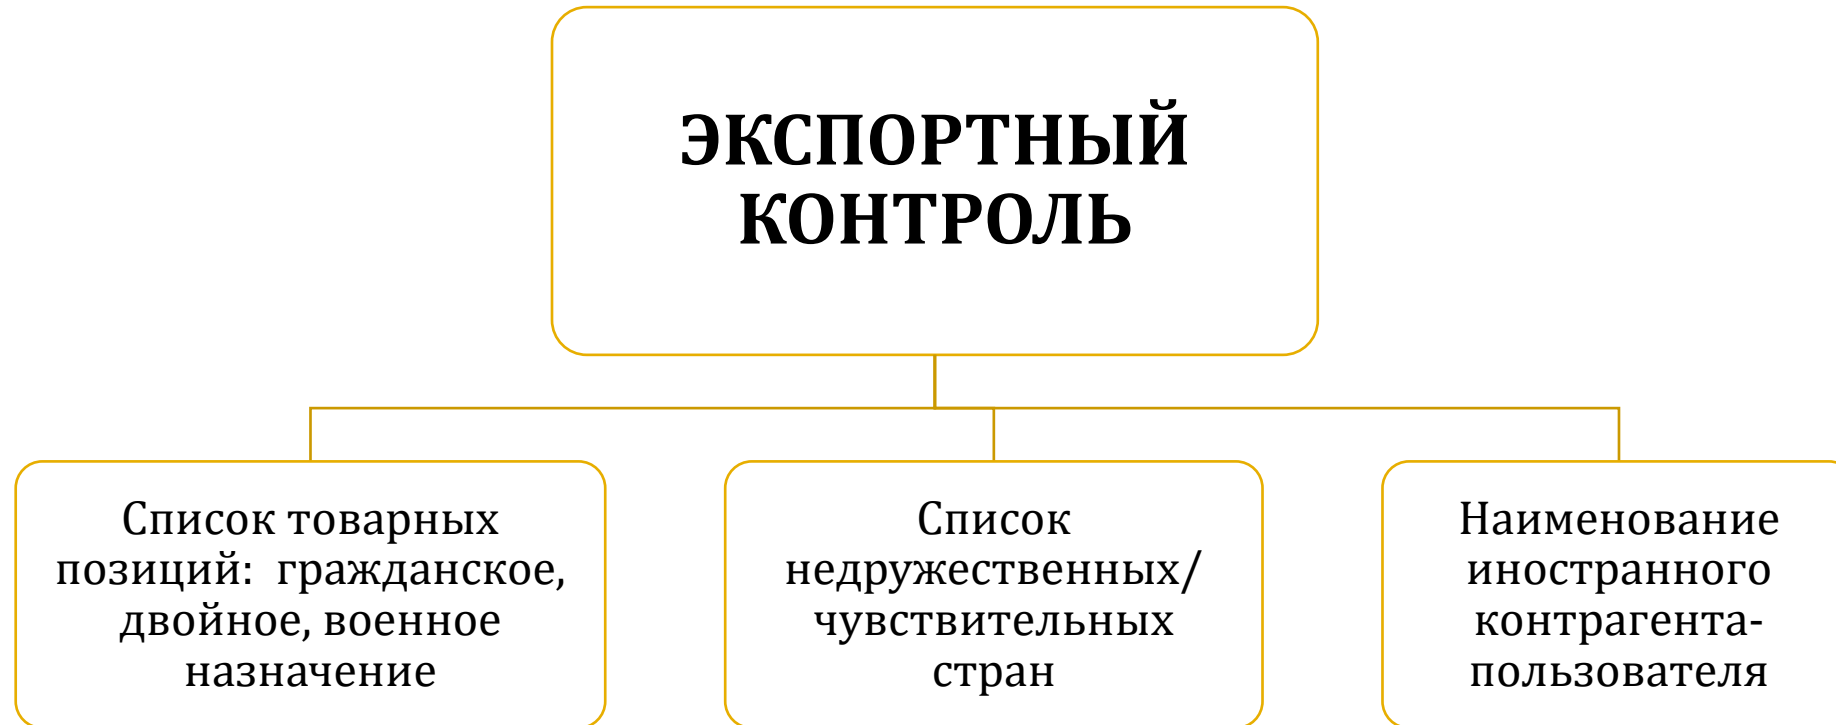 ЭКСПОРТНЫЙ
КОНТРОЛЬ
Список товарных
позиций: гражданское,
двойное, военное
назначение
Список
недружественных/
чувствительных
стран
Наименование
иностранного
контрагента-
пользователя